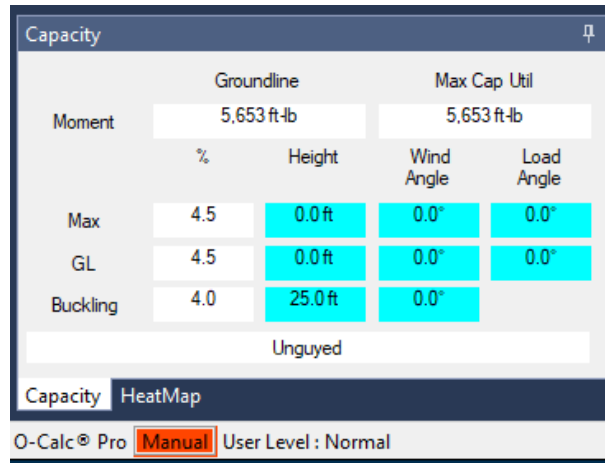 Capacity
Groundline Max Cap Util
Moment 5,653 ft-lb 5,653 ft-lb
% Height Wind Angle Load Angle
Max 4.5 0.0 ft 0.0° 0.0°
GL 4.5 0.0 ft 0.0° 0.0°
Buckling 4.0 25.0 ft 0.0°
Unguyed
Capacity HeatMap
O-Calc® Pro Manual User Level : Normal